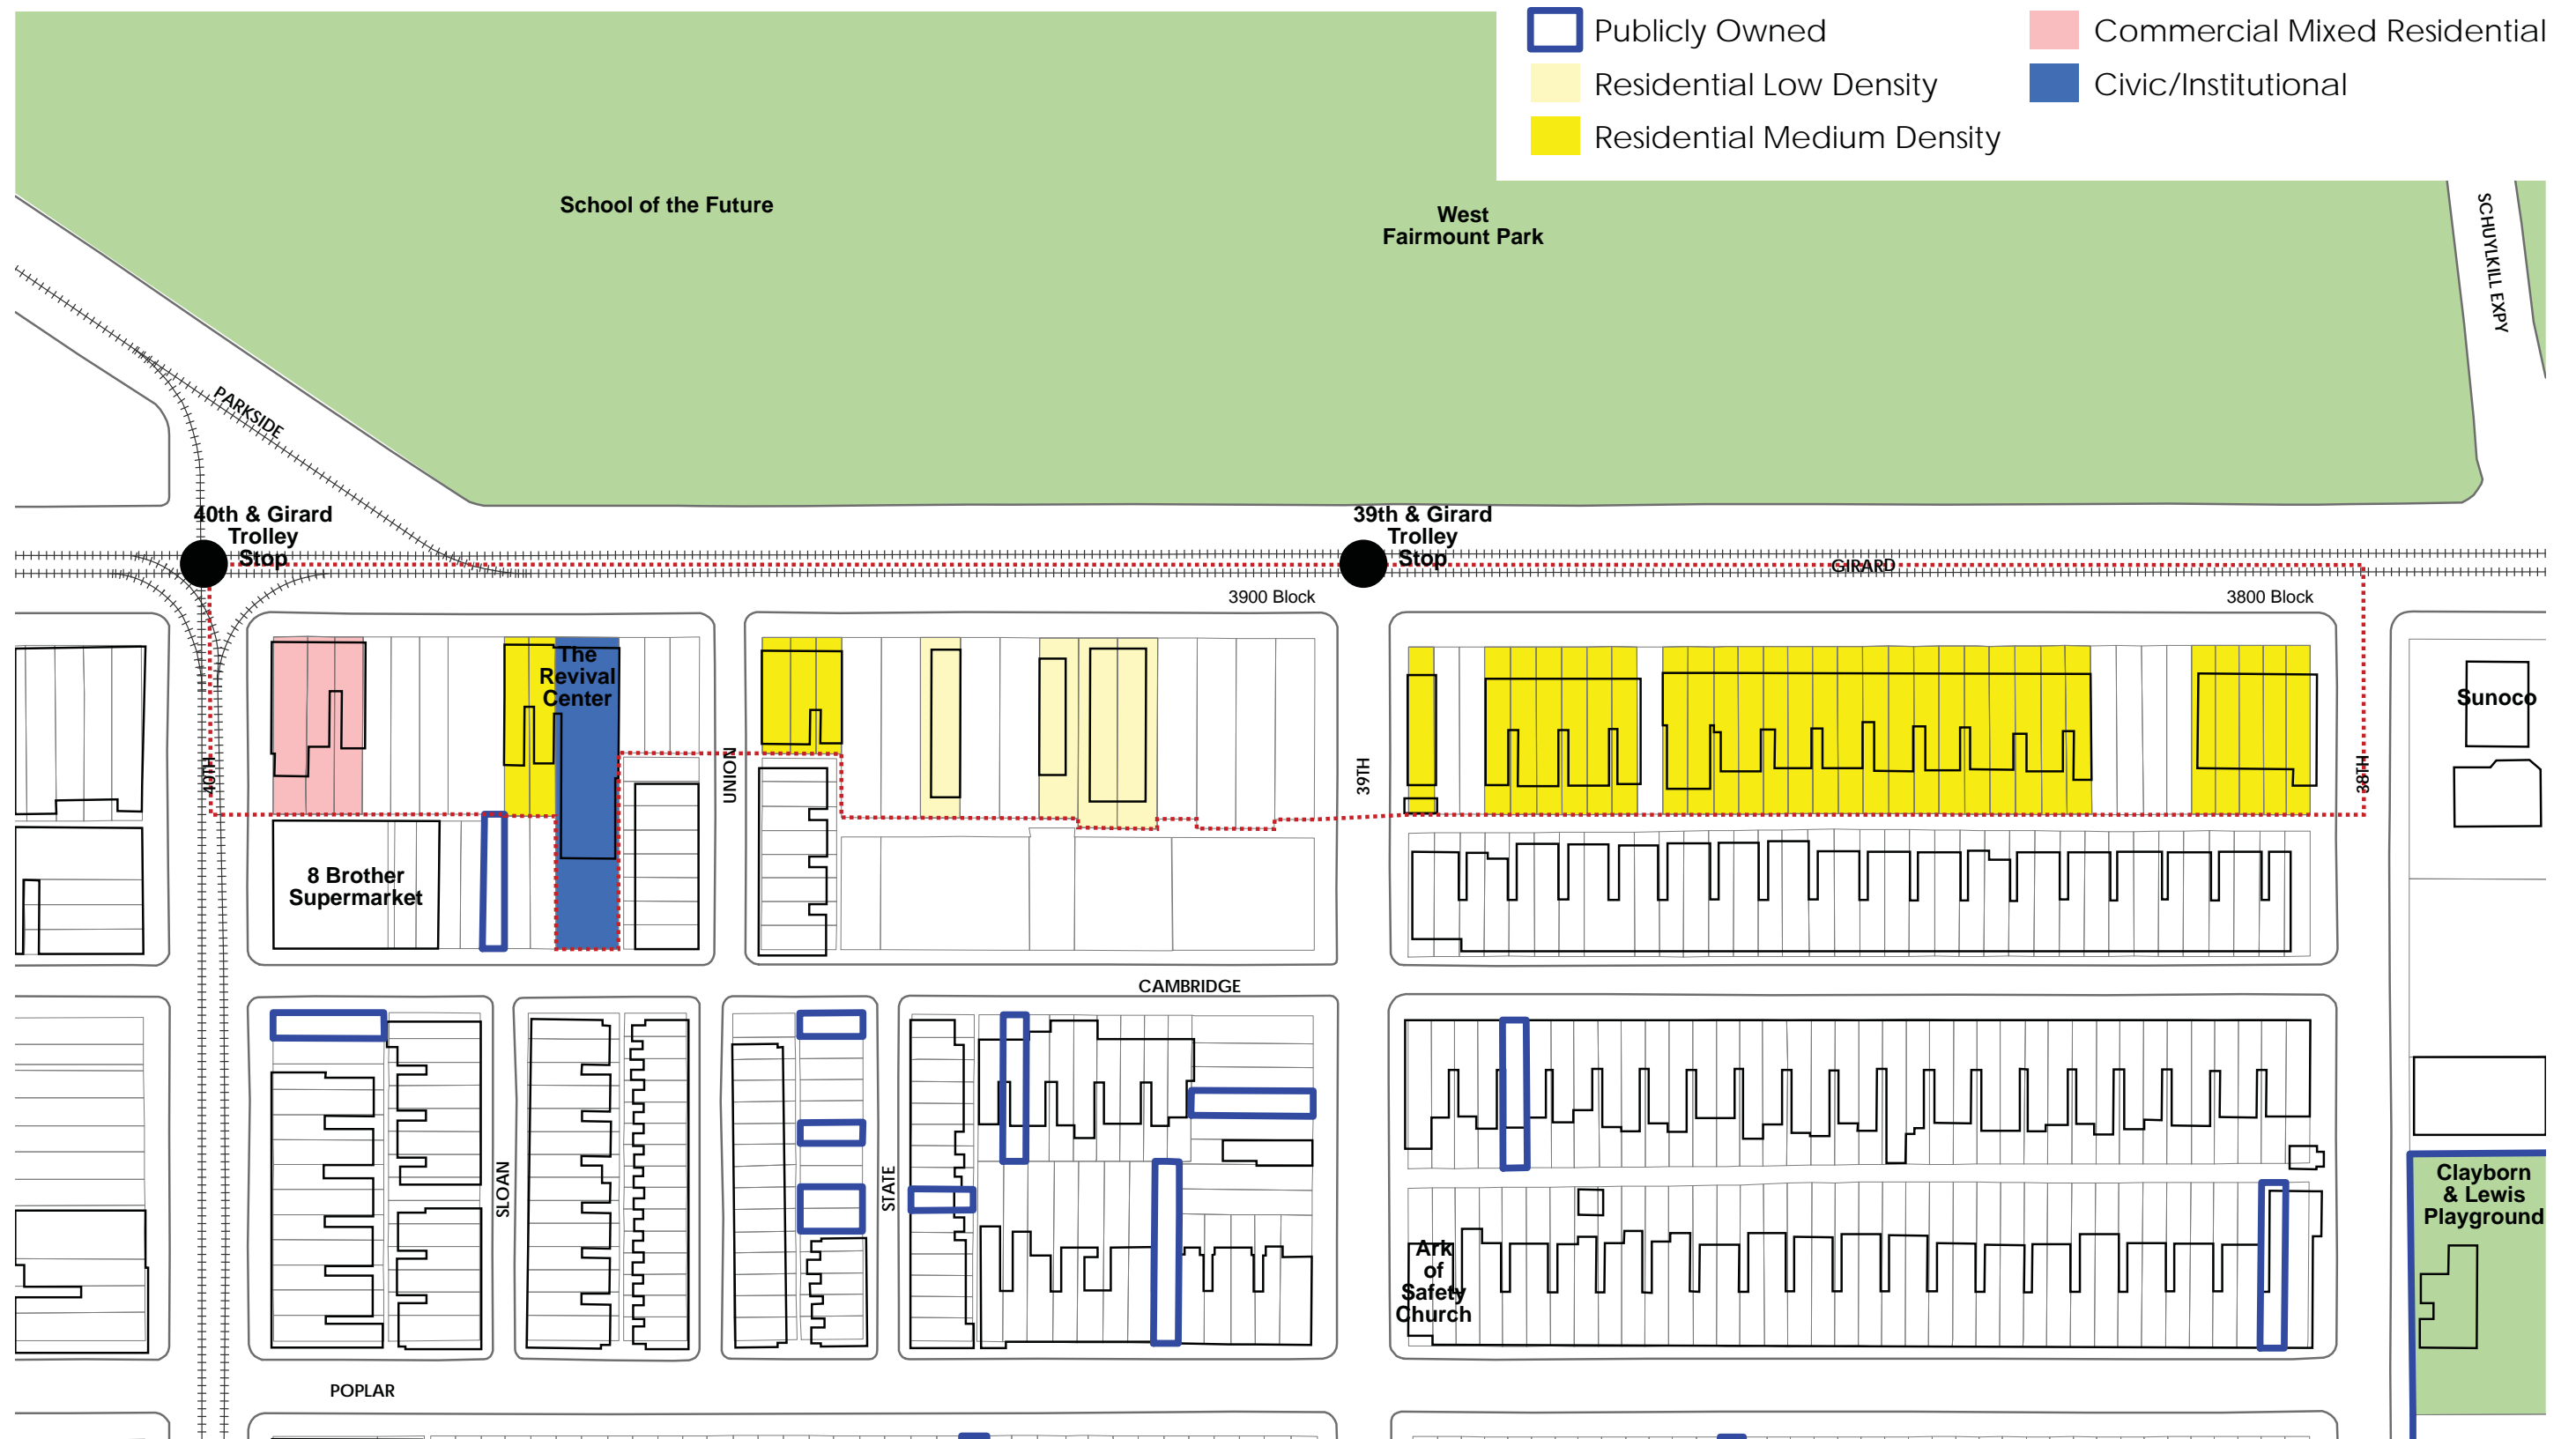 Publicly Owned
Commercial Mixed Residential
Residential Low Density
Civic/Institutional
Residential Medium Density
School of the Future
West
Fairmount Park
SCHUYLKILL EXPY
PARKSIDE
40th & Girard
Trolley
Stop
39th & Girard
Trolley
Stop
GIRARD
3900 Block
3800 Block
The
Revival
Center
Sunoco
40TH
UNION
39TH
38TH
8 Brother
Supermarket
CAMBRIDGE
SLOAN
STATE
Clayborn
& Lewis
Playground
Ark
of
Safety
Church
POPLAR